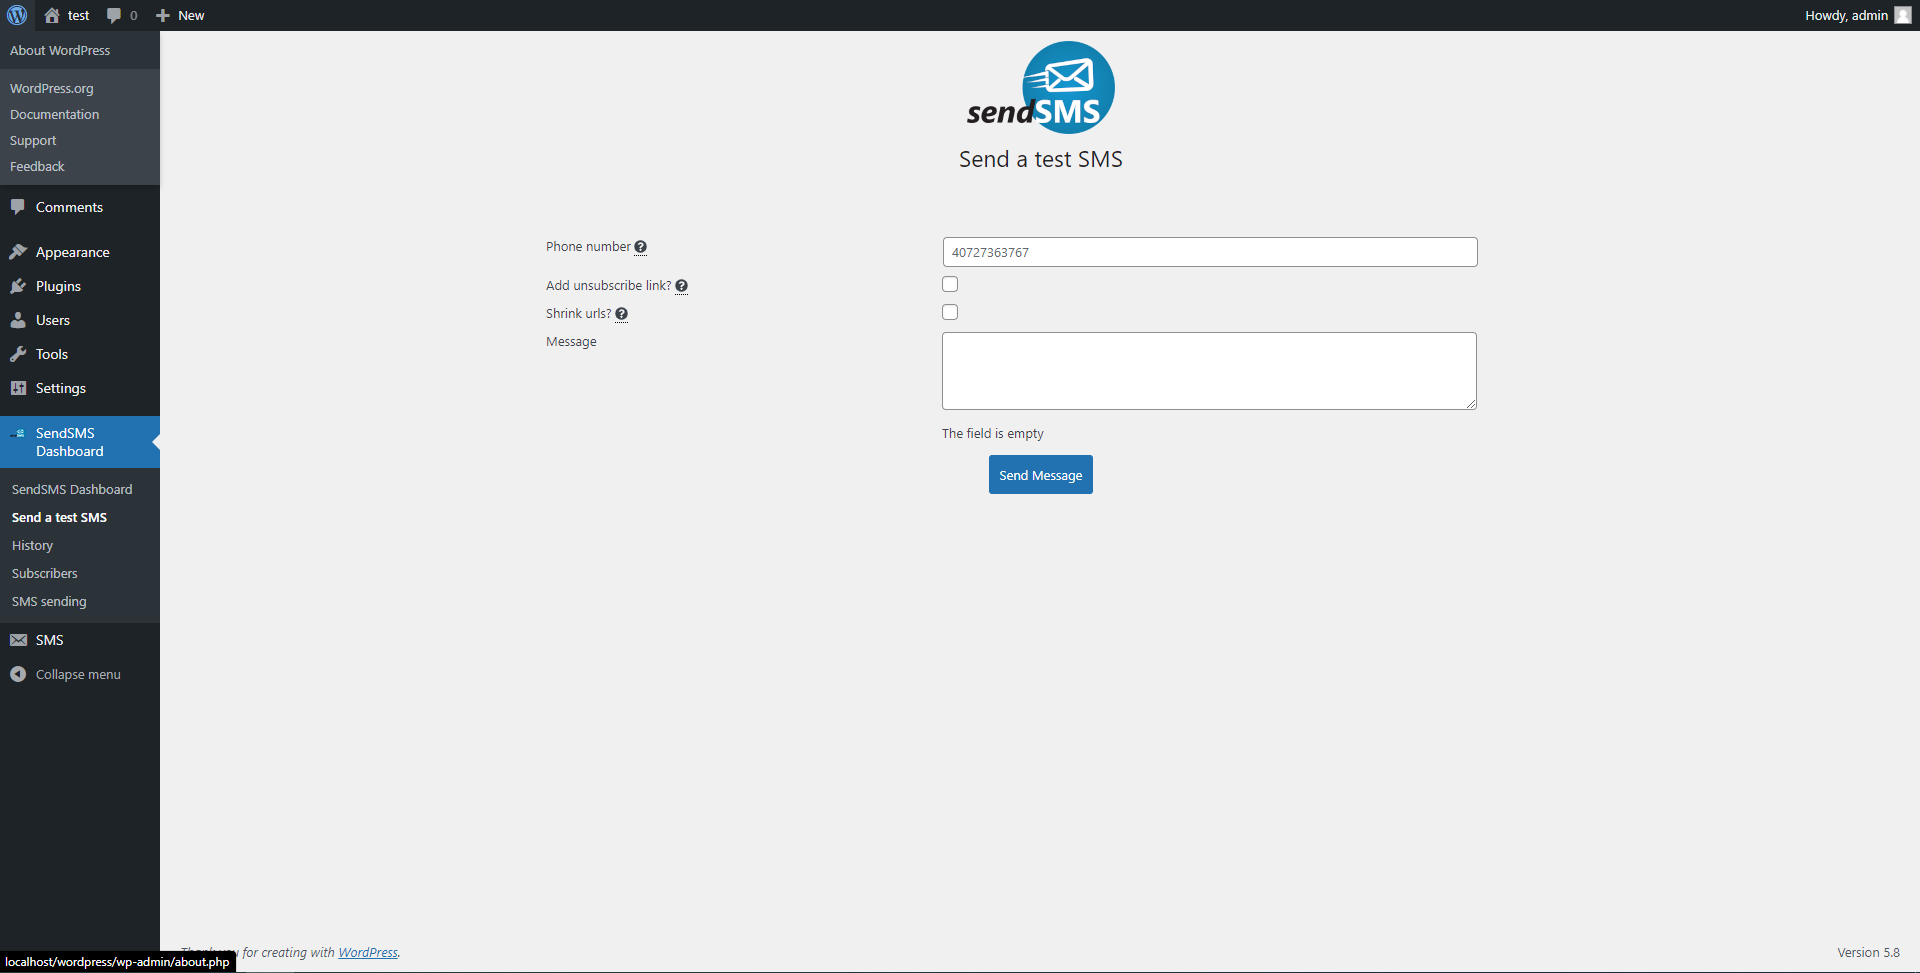 test
0
New
Howdy, admin
About WordPress
WordPress.org
Documentation
Support
Feedback
Comments
Appearance
Plugins
Users
Tools
Settings
SendSMS
Dashboard
SendSMS Dashboard
Send a test SMS
History
Subscribers
SMS sending
SMS
Collapse menu
sendSMS
Send a test SMS
Phone number
40727363767
Add unsubscribe link?
Shrink urls?
Message
The field is empty
Send Message
for creating with WordPress.
Version 5.8
localhost/wordpress/wp-admin/about.php